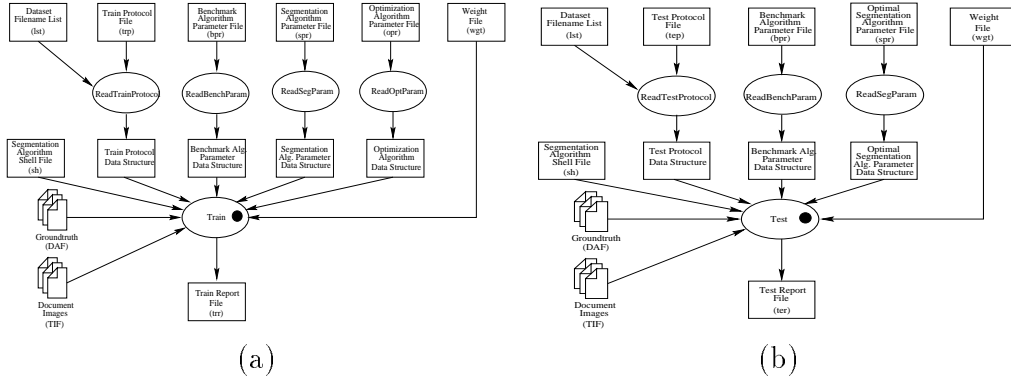 Dataset
Filename List
(lst)
Train Protocol
File
(trp)
Benchmark
Algorithm
Parameter File
(bpr)
Segmentation
Algorithm
Parameter File
(spr)
Optimization
Algorithm
Parameter File
(opr)
Weight
File
(wgt)
ReadTrainProtocol
ReadBenchParam
ReadSegParam
ReadOptParam
Segmentation
Algorithm
Shell File
(sh)
Train Protocol
Data Structure
Benchmark Alg.
Parameter
Data Structure
Segmentation
Alg. Parameter
Data Structure
Optimization
Algorithm
Data Structure
Train
Groundtruth
(DAF)
Document
Images
(TIF)
Train Report
File
(trr)
(a)
Dataset
Filename List
(lst)
Test Protocol
File
(tep)
Benchmark
Algorithm
Parameter File
(bpr)
Optimal
Segmentation
Algorithm
Parameter File
(spr)
Weight
File
(wgt)
ReadTestProtocol
ReadBenchParam
ReadSegParam
Segmentation
Algorithm
Shell File
(sh)
Test Protocol
Data Structure
Benchmark Alg.
Parameter
Data Structure
Optimal
Segmentation
Alg. Parameter
Data Structure
Test
Groundtruth
(DAF)
Document
Images
(TIF)
Test Report
File
(ter)
(b)